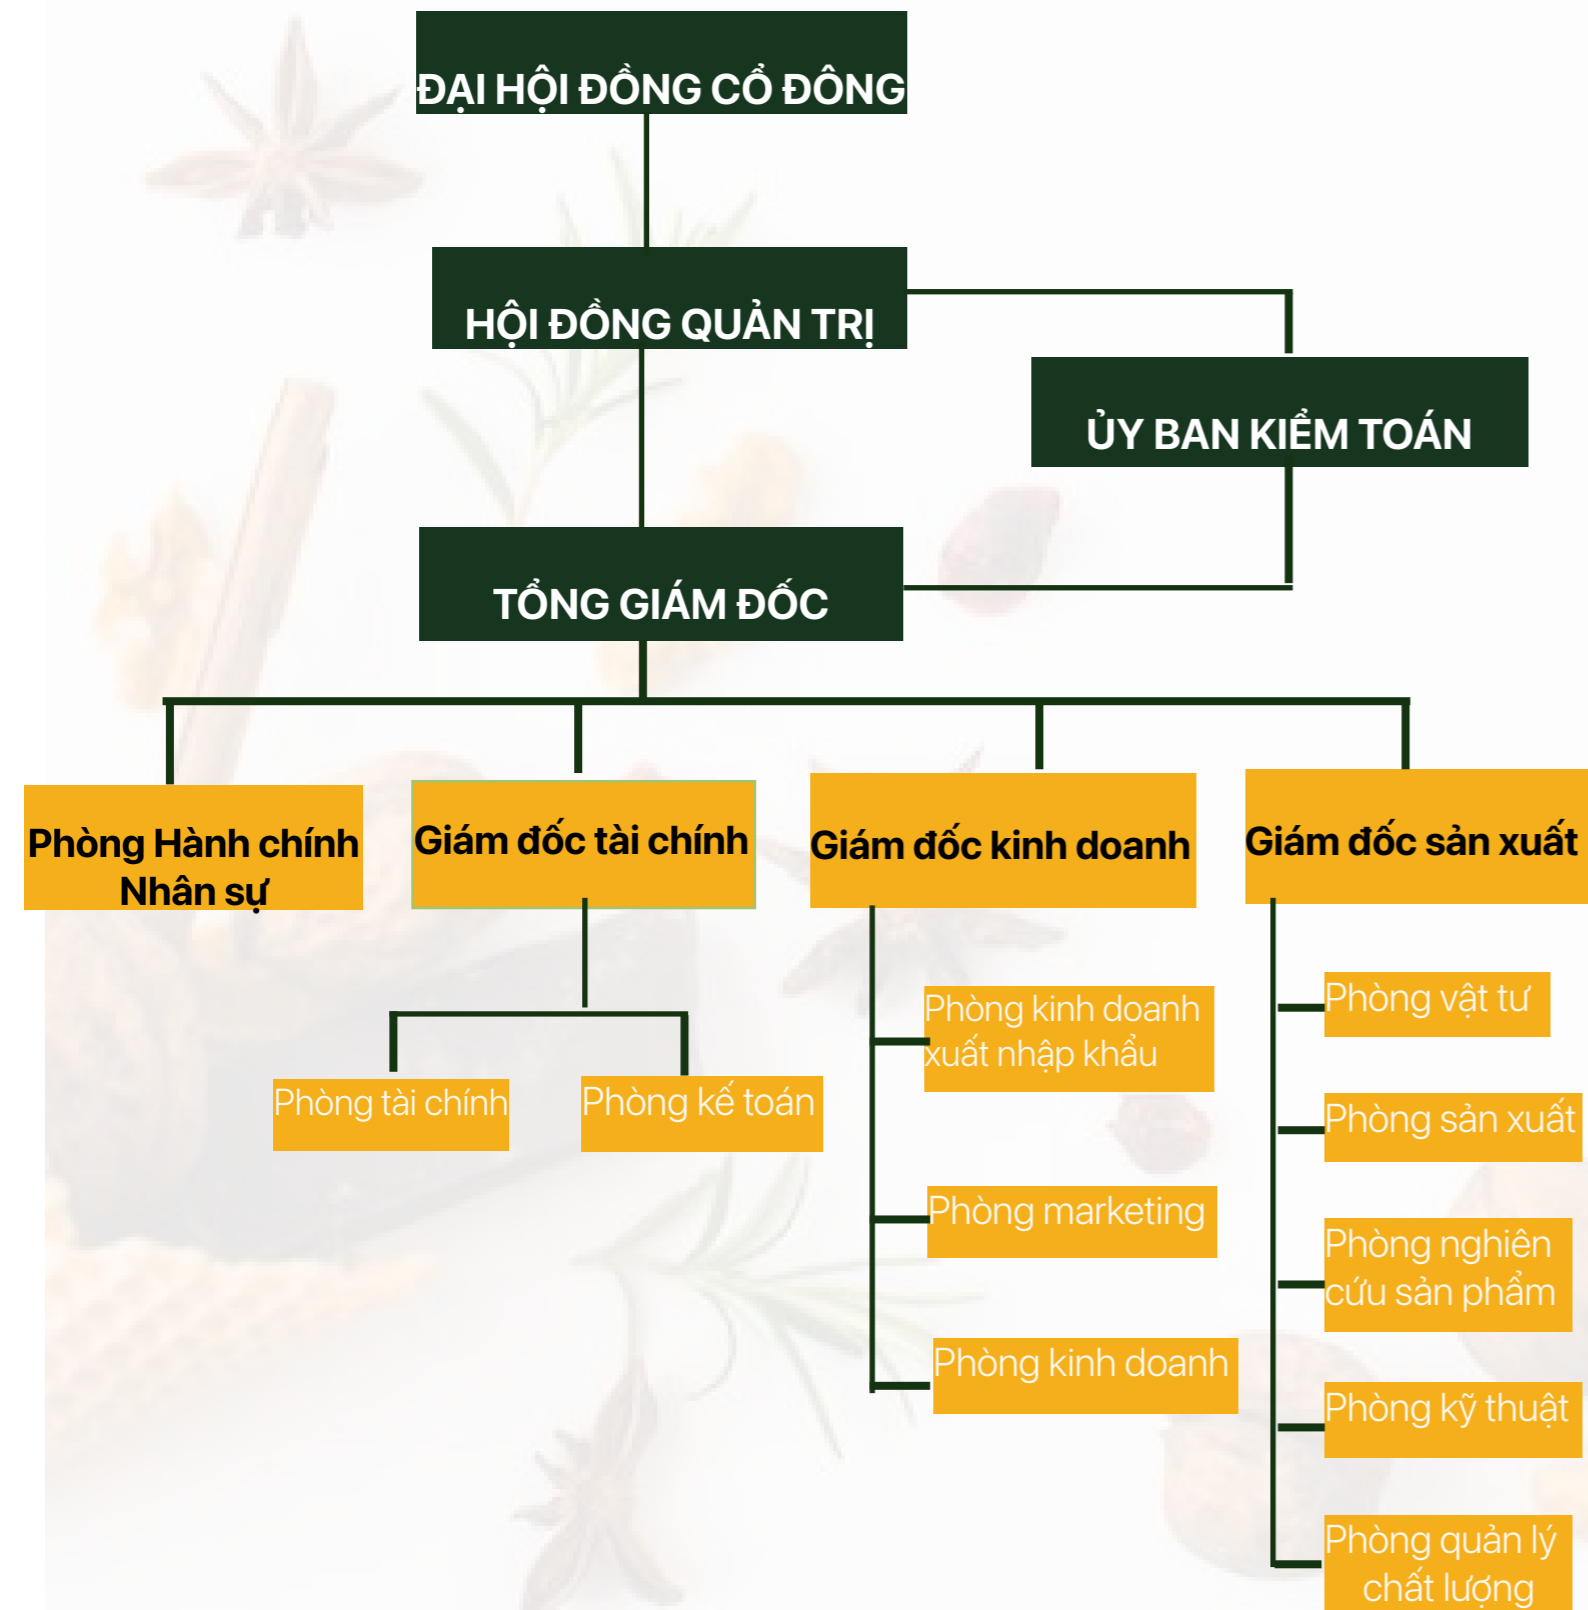 ĐẠI HỘI ĐỒNG CỔ ĐÔNG
HỘI ĐỒNG QUẢN TRỊ
ỦY BAN KIỂM TOÁN
TỔNG GIÁM ĐỐC
Phòng Hành chính
Nhân sự
Giám đốc tài chính
Giám đốc kinh doanh
Giám đốc sản xuất
Phòng tài chính
Phòng kế toán
Phòng kinh doanh
xuất nhập khẩu
Phòng marketing
Phòng kinh doanh
Phòng vật tư
Phòng sản xuất
Phòng nghiên
cứu sản phẩm
Phòng kỹ thuật
Phòng quản lý
chất lượng